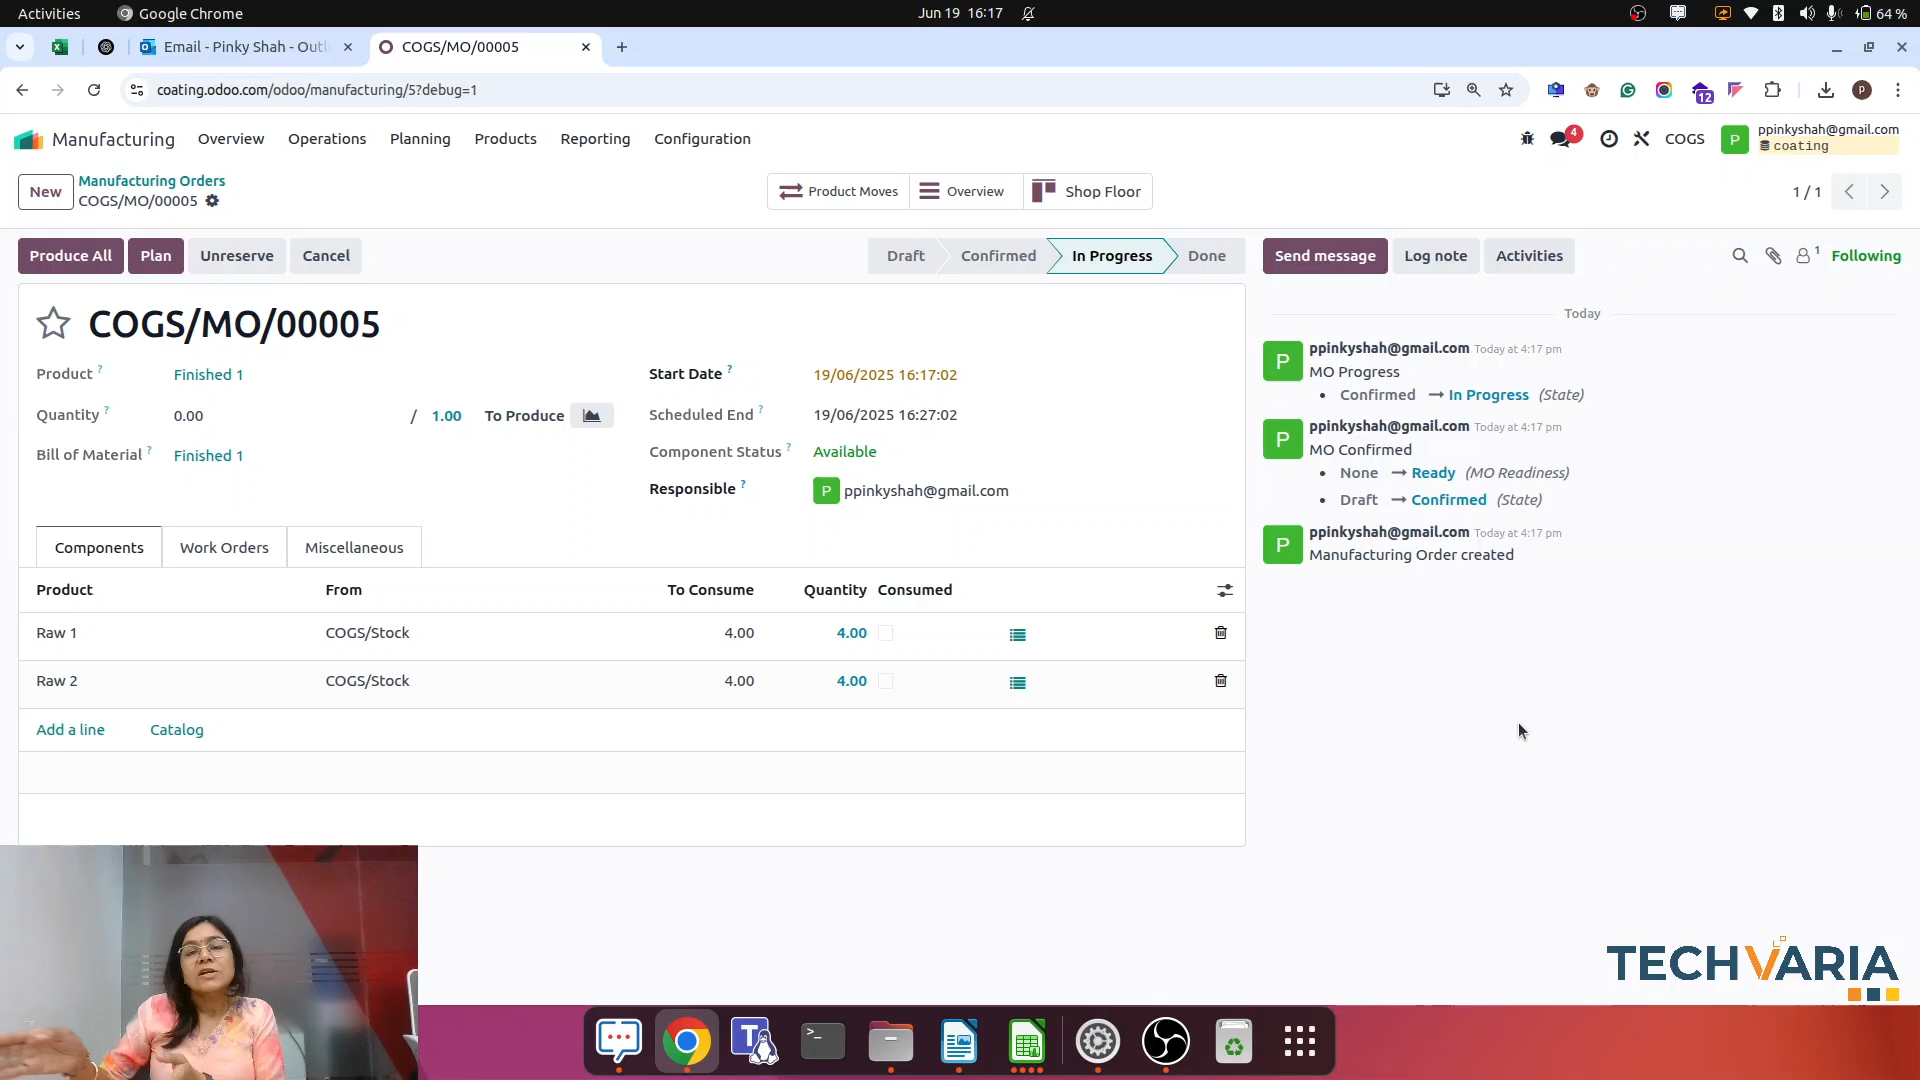 Activities Google Chrome Jun 19 16:17 64 %
Email - Pinky Shah - Outl COGS/MO/00005
coating.odoo.com/odoo/manufacturing/5?debug=1 12
Manufacturing Overview Operations Planning Products Reporting Configuration 4 COGS P ppinkyshah@gmail.com
coating
New Manufacturing Orders
COGS/MO/00005
Product Moves Overview Shop Floor 1 / 1
Produce All Plan Unreserve Cancel Draft Confirmed In Progress Done Send message Log note Activities 1 Following
COGS/MO/00005
Product ? Finished 1
Quantity ? 0.00 / 1.00 To Produce
Bill of Material ? Finished 1
Start Date ? 19/06/2025 16:17:02
Scheduled End ? 19/06/2025 16:27:02
Component Status ? Available
Responsible ? P ppinkyshah@gmail.com
Components Work Orders Miscellaneous
Product From To Consume Quantity Consumed
Raw 1 COGS/Stock 4.00 4.00
Raw 2 COGS/Stock 4.00 4.00
Add a line Catalog
Today
P ppinkyshah@gmail.com Today at 4:17 pm
MO Progress
• Confirmed → In Progress (State)
P ppinkyshah@gmail.com Today at 4:17 pm
MO Confirmed
• None → Ready (MO Readiness)
• Draft → Confirmed (State)
P ppinkyshah@gmail.com Today at 4:17 pm
Manufacturing Order created
TECHVARIA